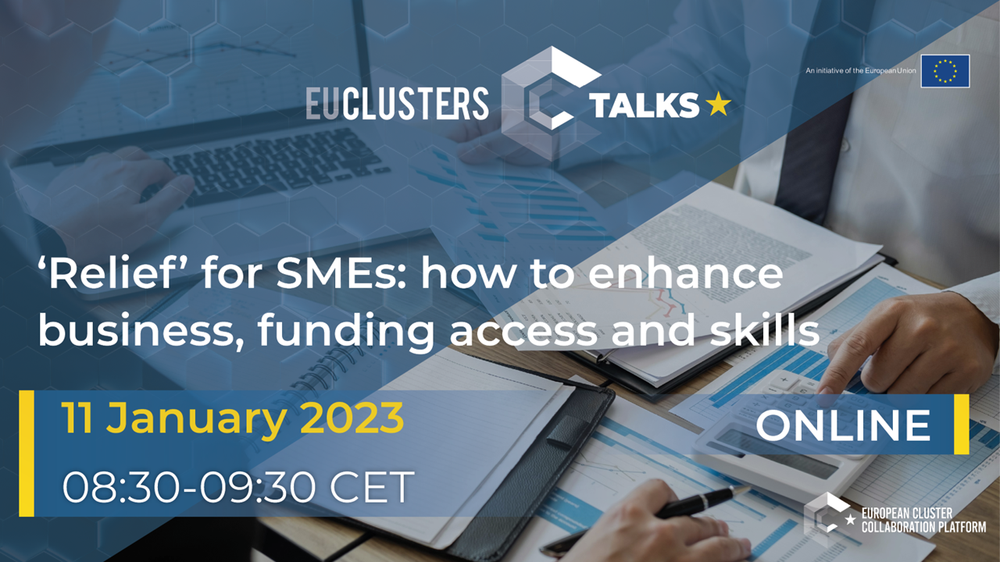 EUCLUSTERS TALKS
An initiative of the European Union
‘Relief’ for SMEs: how to enhance
business, funding access and skills
11 January 2023
08:30-09:30 CET
ONLINE
EUROPEAN CLUSTER
COLLABORATION PLATFORM